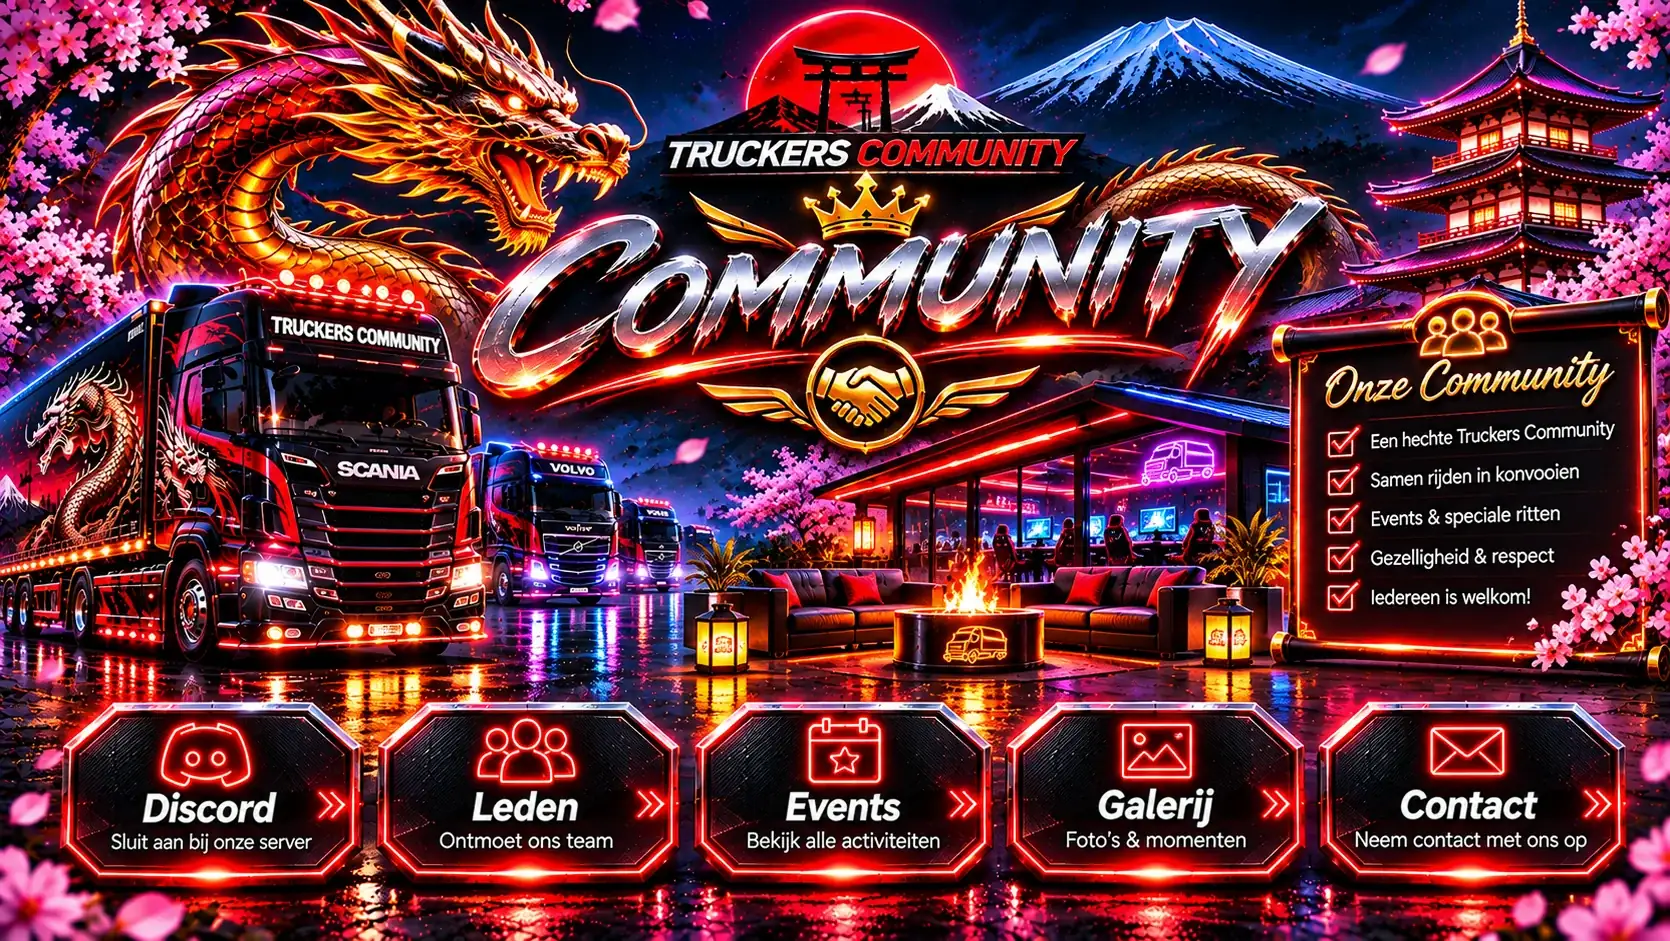 TRUCKERS COMMUNITY
COMMUNITY
TRUCKERS COMMUNITY
SCANIA
VOLVO
Onze Community
Een hechte Truckers Community
Samen rijden in konvooien
Events & speciale ritten
Gezelligheid & respect
Iedereen is welkom!
Discord
Sluit aan bij onze server
Leden
Ontmoet ons team
Events
Bekijk alle activiteiten
Galerij
Foto's & momenten
Contact
Neem contact met ons op